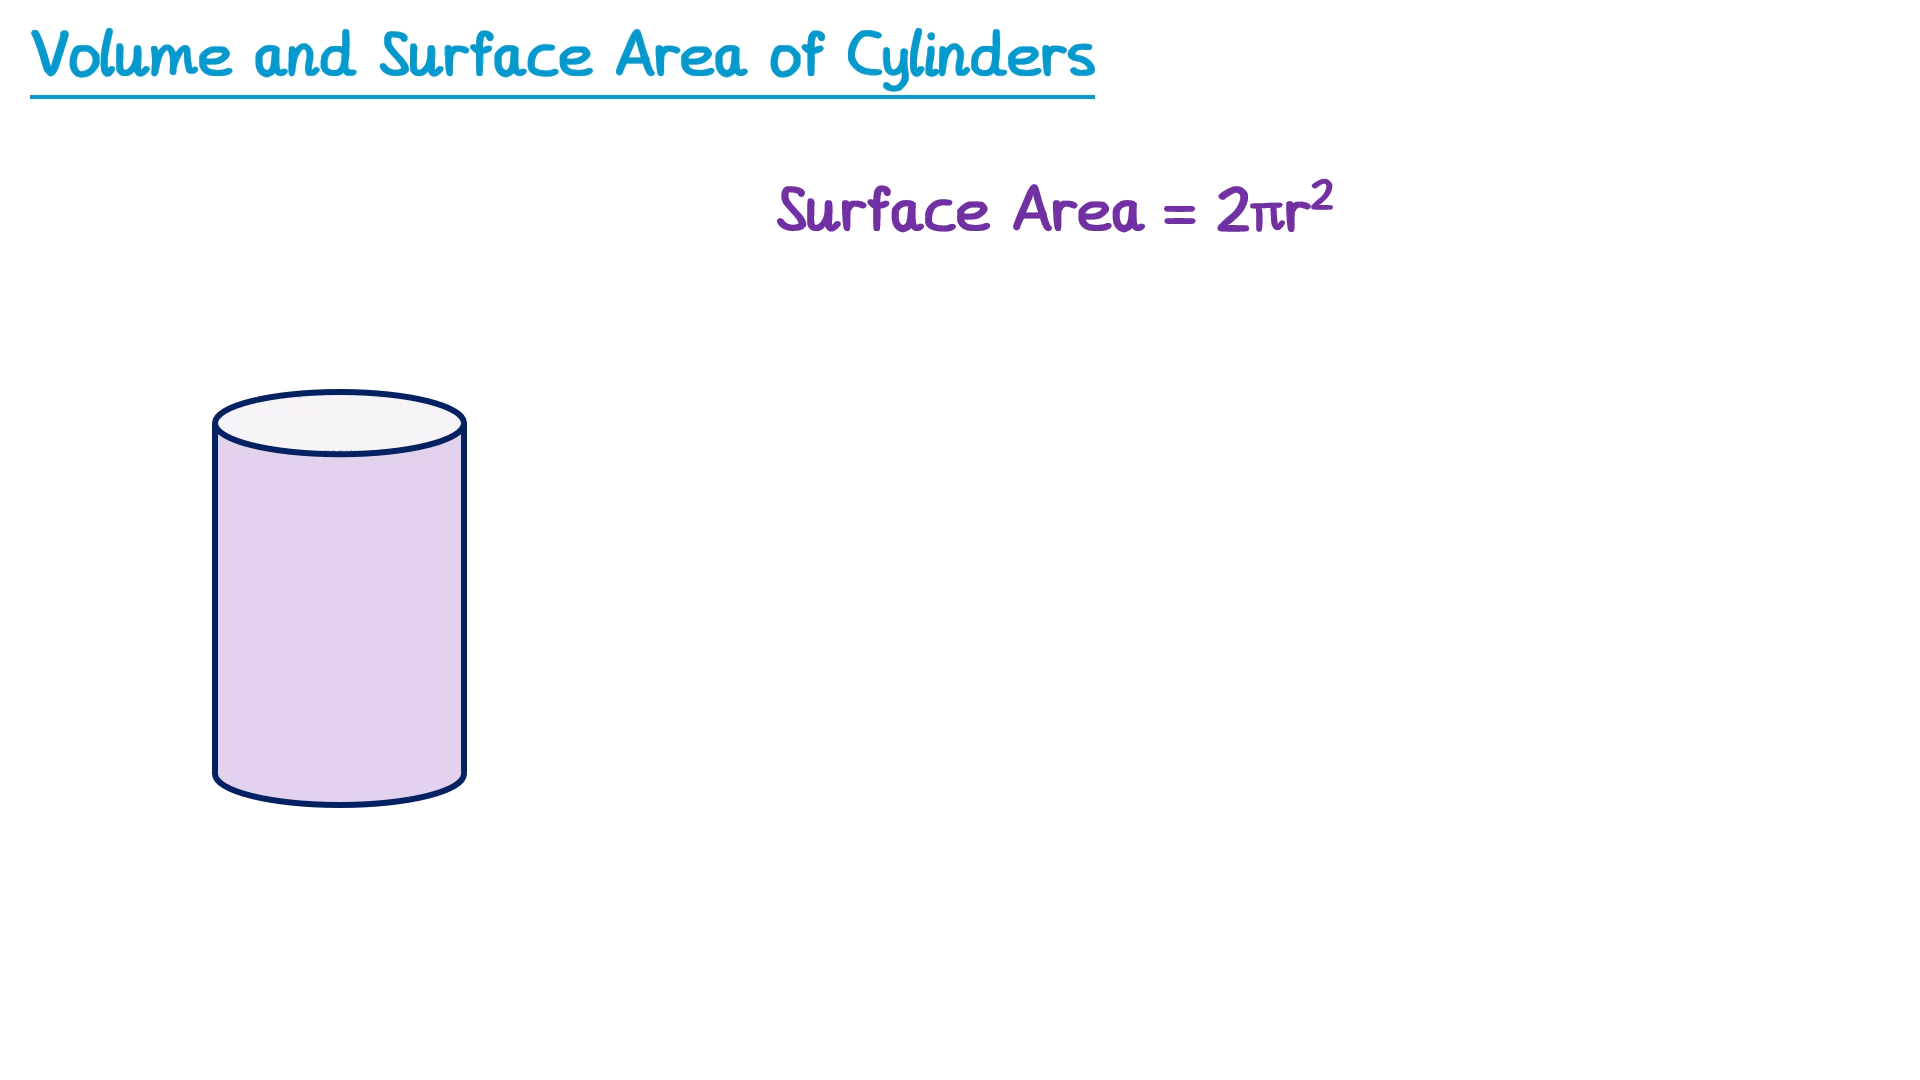 Volume and Surface Area of Cylinders
Surface Area = 2πr²